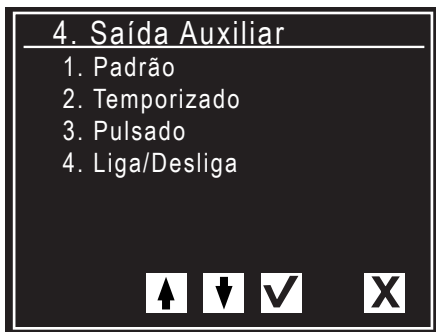 4. Saída Auxiliar
1. Padrão
2. Temporizado
3. Pulsado
4. Liga/Desliga
X